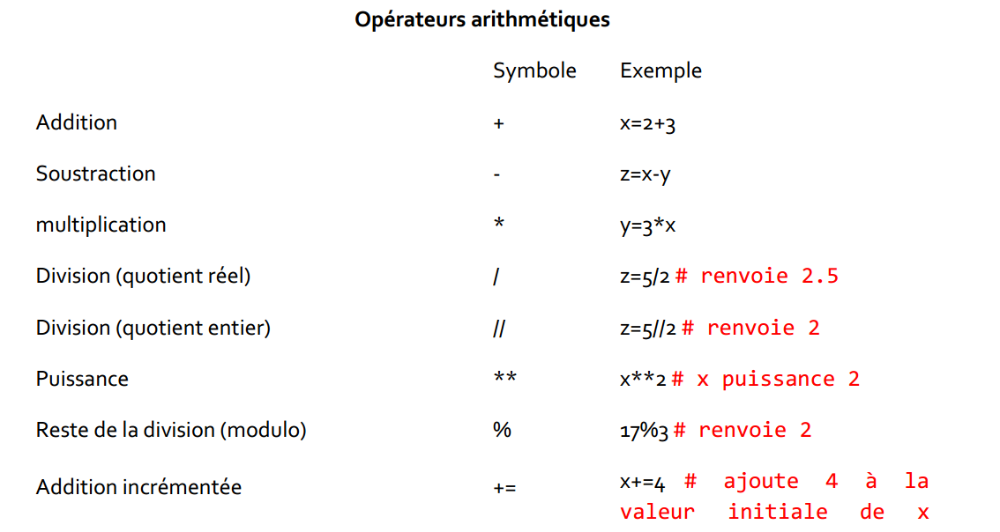 Opérateurs arithmétiques
Symbole Exemple
Addition + x=2+3
Soustraction - z=x-y
multiplication * y=3*x
Division (quotient réel) / z=5/2 # renvoie 2.5
Division (quotient entier) // z=5//2 # renvoie 2
Puissance ** x**2 # x puissance 2
Reste de la division (modulo) % 17%3 # renvoie 2
Addition incrémentée += x+=4 # ajoute 4 à la
valeur initiale de x